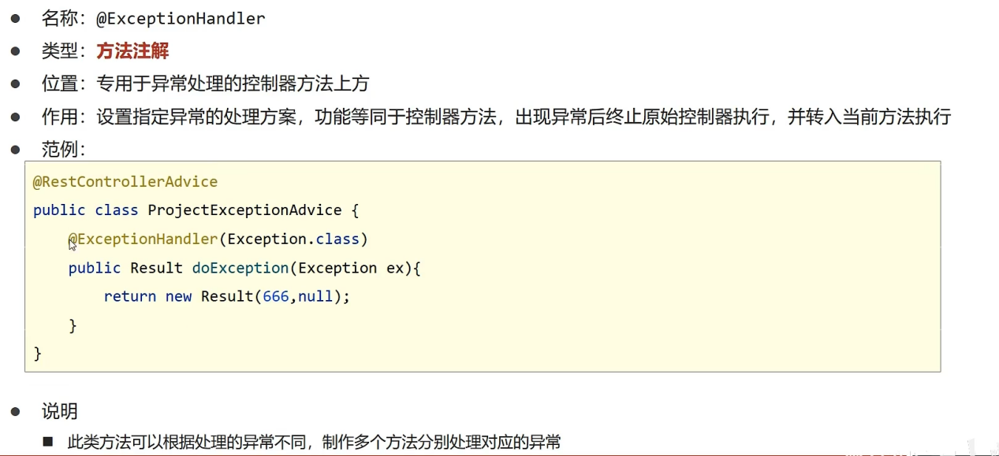 名称：@ExceptionHandler
类型：方法注解
位置：专用于异常处理的控制器方法上方
作用：设置指定异常的处理方案，功能等同于控制器方法，出现异常后终止原始控制器执行，并转入当前方法执行
范例：
@RestControllerAdvice
public class ProjectExceptionAdvice {
    @ExceptionHandler(Exception.class)
    public Result doException(Exception ex){
        return new Result(666,null);
    }
}
说明
此类方法可以根据处理的异常不同，制作多个方法分别处理对应的异常